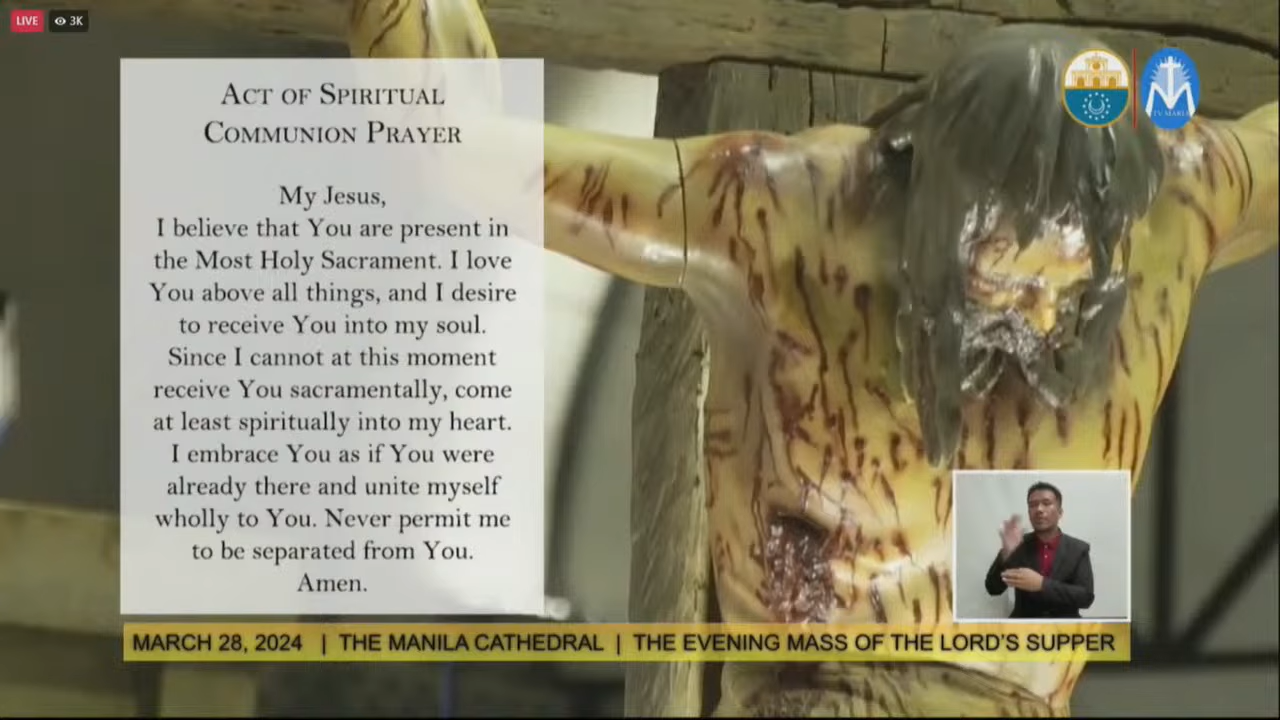 LIVE 3K
ACT OF SPIRITUAL
COMMUNION PRAYER
My Jesus,
I believe that You are present in
the Most Holy Sacrament. I love
You above all things, and I desire
to receive You into my soul.
Since I cannot at this moment
receive You sacramentally, come
at least spiritually into my heart.
I embrace You as if You were
already there and unite myself
wholly to You. Never permit me
to be separated from You.
Amen.
TV MARIA
MARCH 28, 2024 | THE MANILA CATHEDRAL | THE EVENING MASS OF THE LORD'S SUPPER